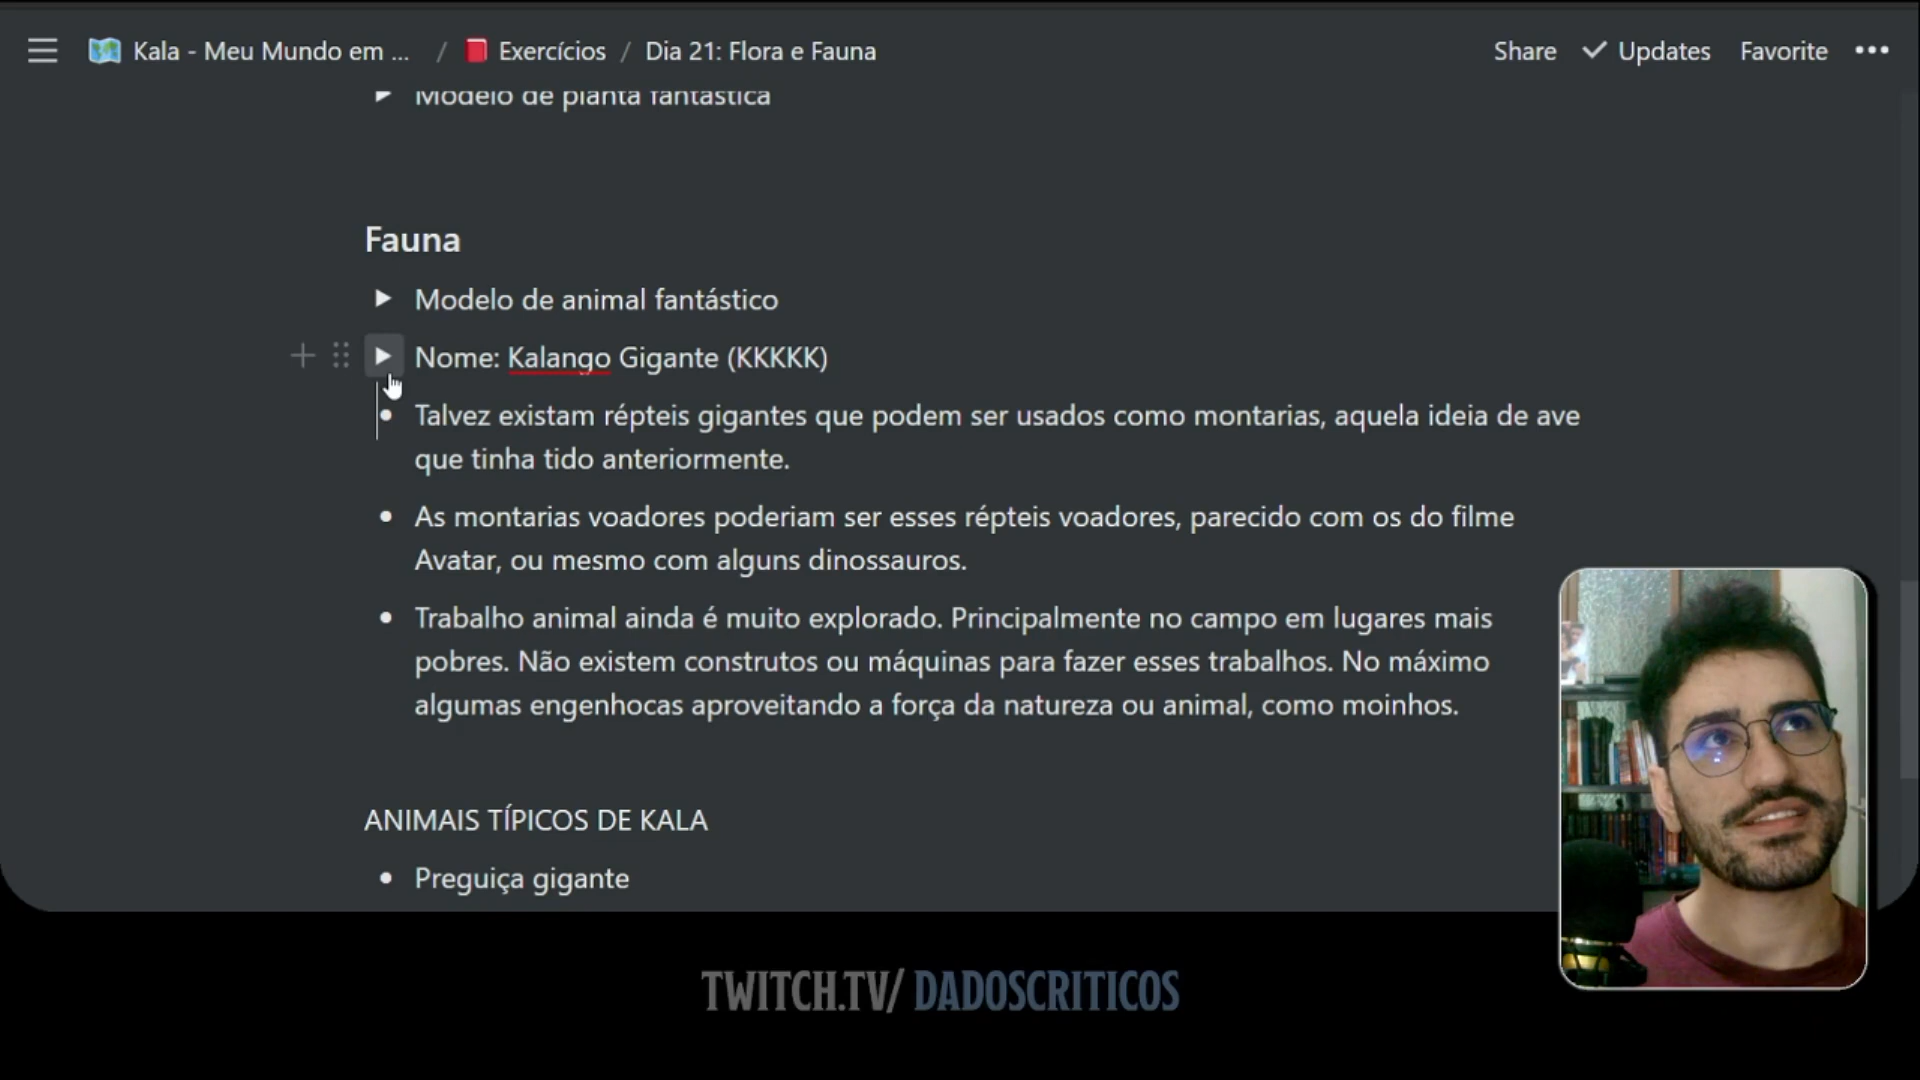 Kala - Meu Mundo em ... / Exercícios / Dia 21: Flora e Fauna Share Updates Favorite
Modelo de planta fantástica
Fauna
Modelo de animal fantástico
Nome: Kalango Gigante (KKKKK)
Talvez existam répteis gigantes que podem ser usados como montarias, aquela ideia de ave
que tinha tido anteriormente.
As montarias voadores poderiam ser esses répteis voadores, parecido com os do filme
Avatar, ou mesmo com alguns dinossauros.
Trabalho animal ainda é muito explorado. Principalmente no campo em lugares mais
pobres. Não existem construtos ou máquinas para fazer esses trabalhos. No máximo
algumas engenhocas aproveitando a força da natureza ou animal, como moinhos.
ANIMAIS TÍPICOS DE KALA
Preguiça gigante
TWITCH.TV/ DADOSCRITICOS